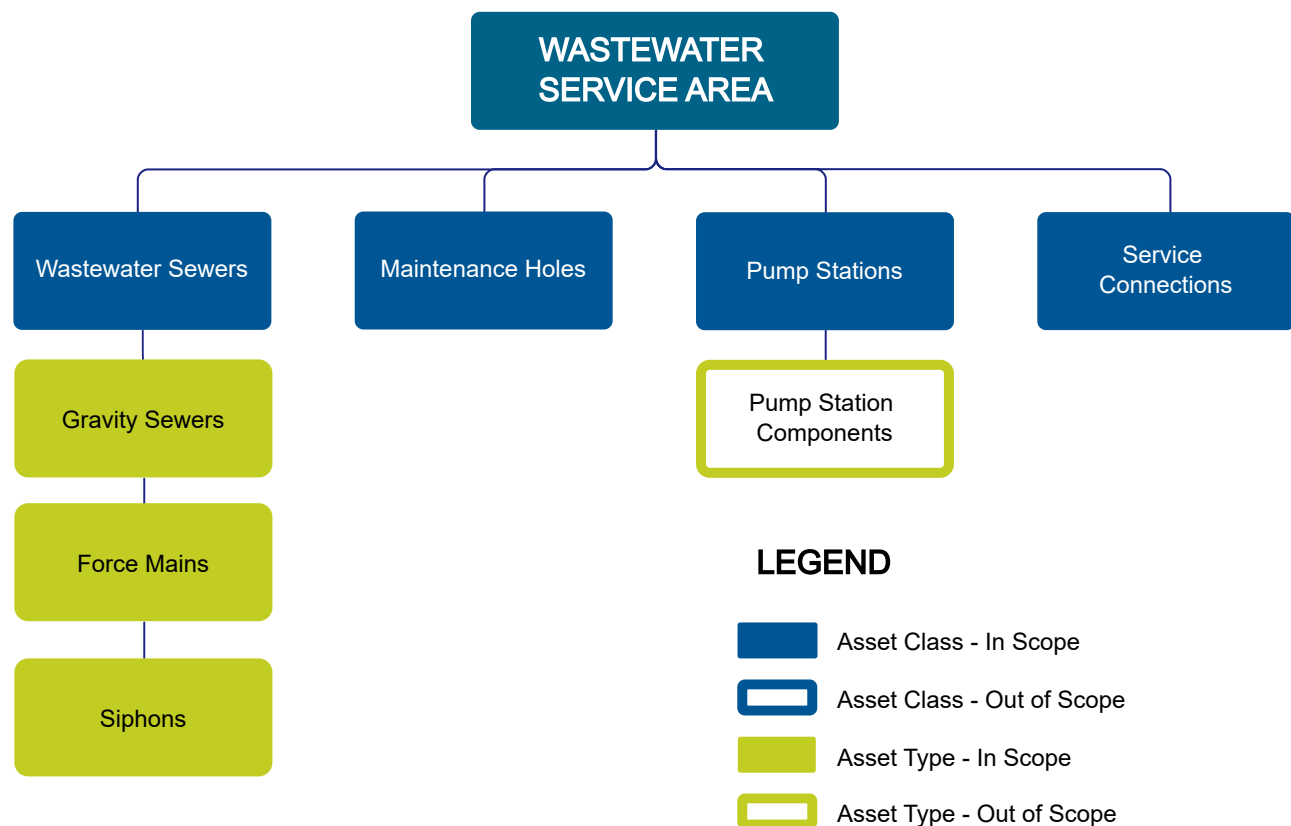 WASTEWATER
SERVICE AREA
Wastewater Sewers
Maintenance Holes
Pump Stations
Service
Connections
Gravity Sewers
Pump Station
Components
Force Mains
Siphons
LEGEND
Asset Class - In Scope
Asset Class - Out of Scope
Asset Type - In Scope
Asset Type - Out of Scope